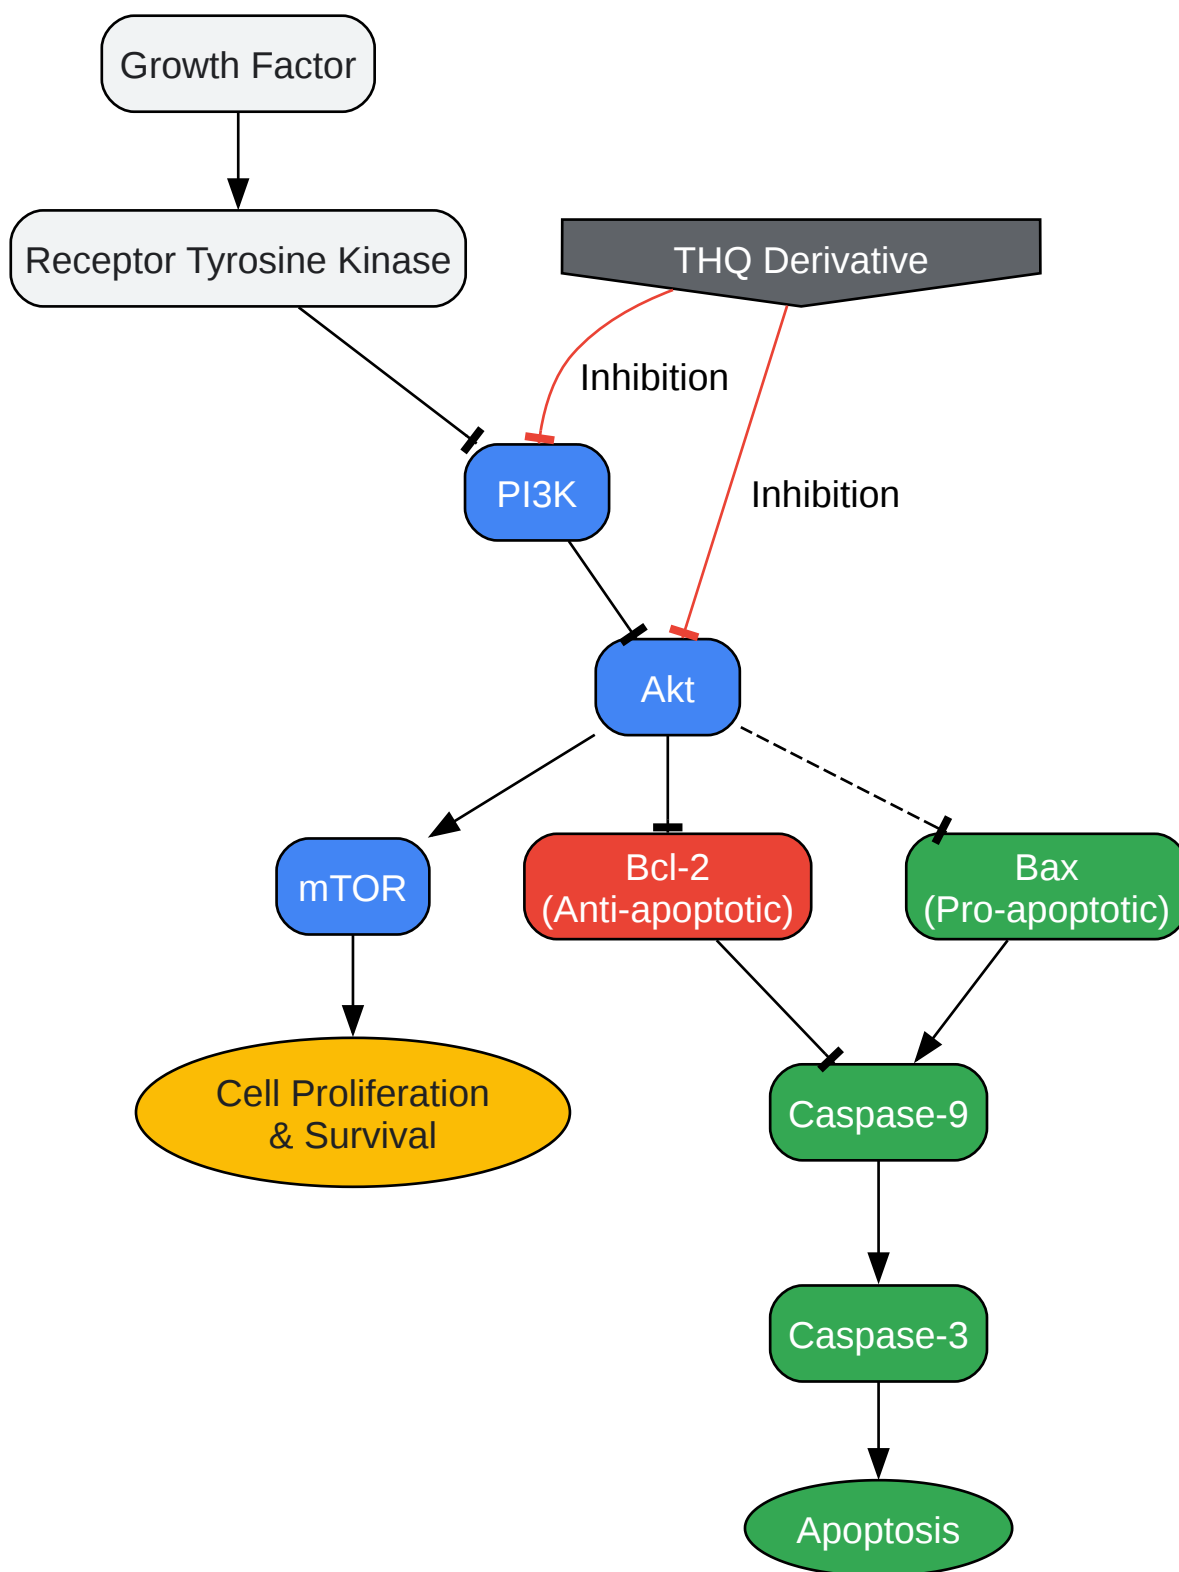 Growth Factor
Receptor Tyrosine Kinase
THQ Derivative
Inhibition
PI3K
Inhibition
Akt
mTOR
Bcl-2
(Anti-apoptotic)
Bax
(Pro-apoptotic)
Cell Proliferation
& Survival
Caspase-9
Caspase-3
Apoptosis